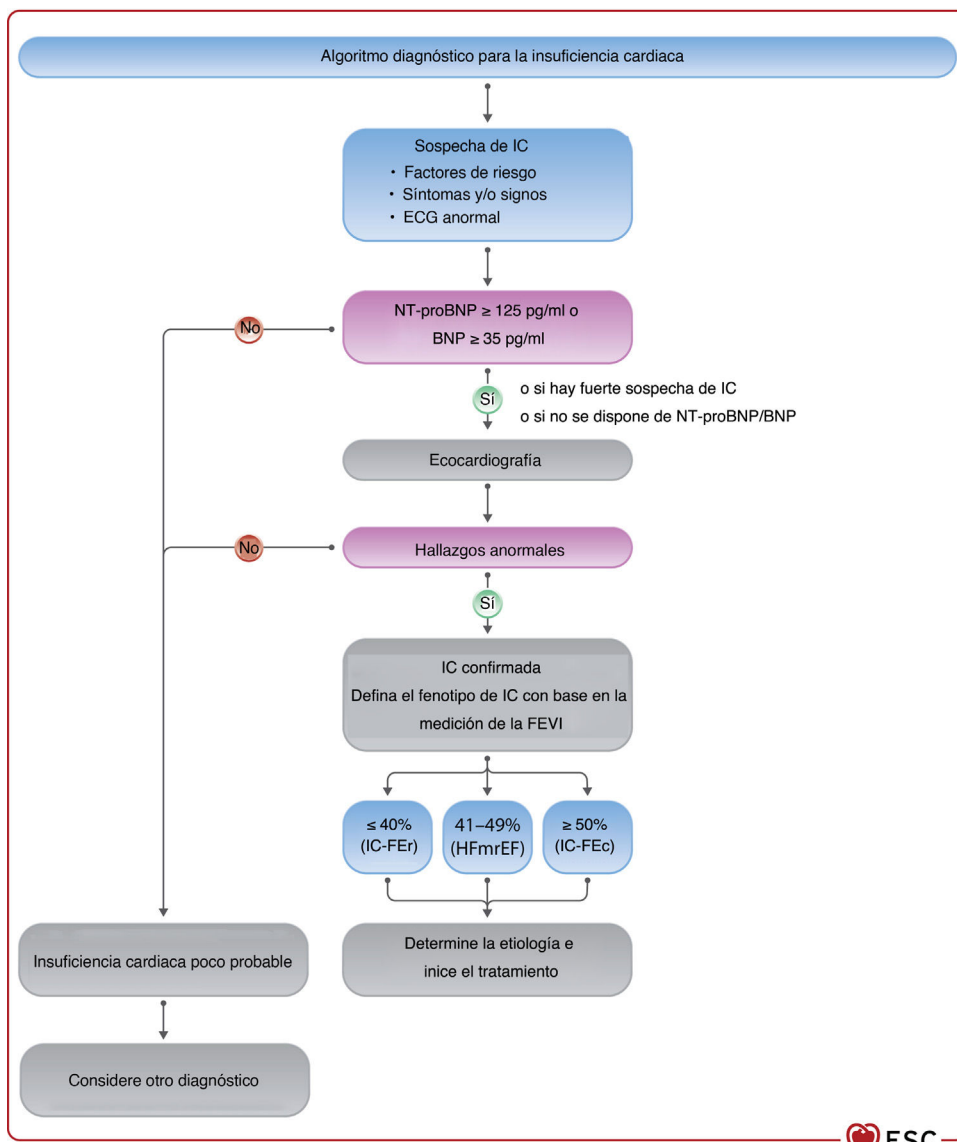 Algoritmo diagnóstico para la insuficiencia cardiaca
Sospecha de IC
• Factores de riesgo
• Síntomas y/o signos
• ECG anormal
NT-proBNP ≥ 125 pg/ml o
BNP ≥ 35 pg/ml
No
Sí
o si hay fuerte sospecha de IC
o si no se dispone de NT-proBNP/BNP
Ecocardiografía
Hallazgos anormales
No
Sí
IC confirmada
Defina el fenotipo de IC con base en la
medición de la FEVI
≤ 40%
(IC-FEr)
41–49%
(HFmrEF)
≥ 50%
(IC-FEc)
Determine la etiología e
inice el tratamiento
Insuficiencia cardiaca poco probable
Considere otro diagnóstico
ESC